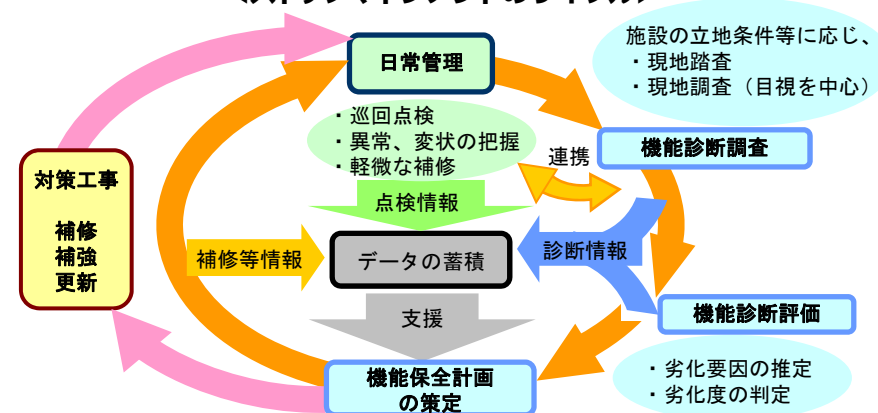 日常管理
施設の立地条件等に応じ、
・現地踏査
・現地調査（目視を中心）
・巡回点検
・異常、変状の把握
・軽微な補修
連携
機能診断調査
対策工事
補修
補強
更新
点検情報
補修等情報
データの蓄積
診断情報
支援
機能診断評価
・劣化要因の推定
・劣化度の判定
機能保全計画
の策定